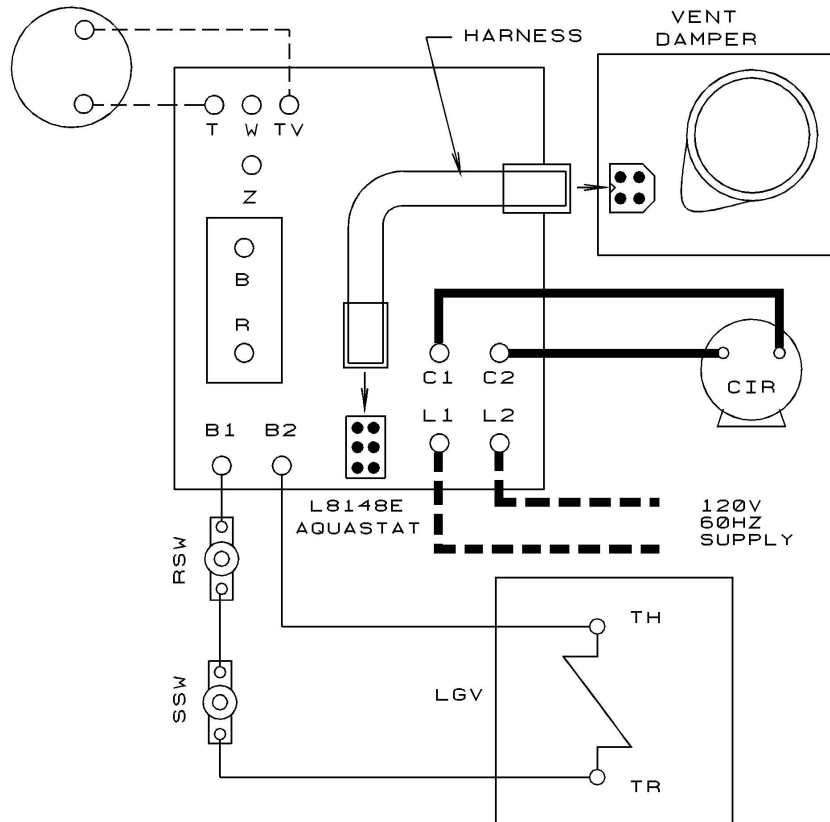 VENT
DAMPER
HARNESS
T W TV
Z
B
R
C1 C2
CIR
L1 L2
B1 B2
L8148E
AQUASTAT
120V
60HZ
SUPPLY
RSW
TH
SSW
LGV
TR